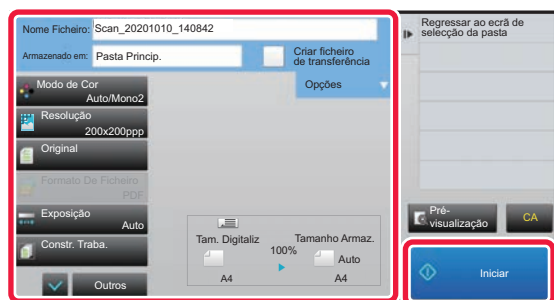 Nome Ficheiro: Scan_20201010_140842
Armazenado em: Pasta Princip.
Criar ficheiro
de transferência
Opções
Modo de Cor
Auto/Mono2
Resolução
200x200ppp
Original
Formato De Ficheiro
PDF
Exposição
Auto
Constr. Traba.
Outros
Tam. Digitaliz
A4
100%
Tamanho Armaz.
Auto
A4
Regressar ao ecrã de
selecção da pasta
Pré-
visualização
CA
Iniciar